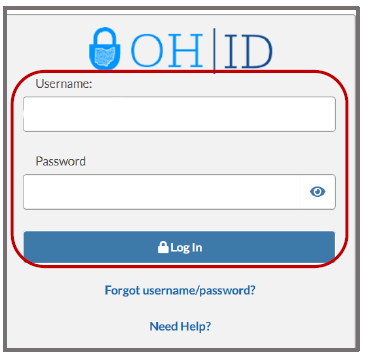 OH|ID
Username:
Password
Log In
Forgot username/password?
Need Help?